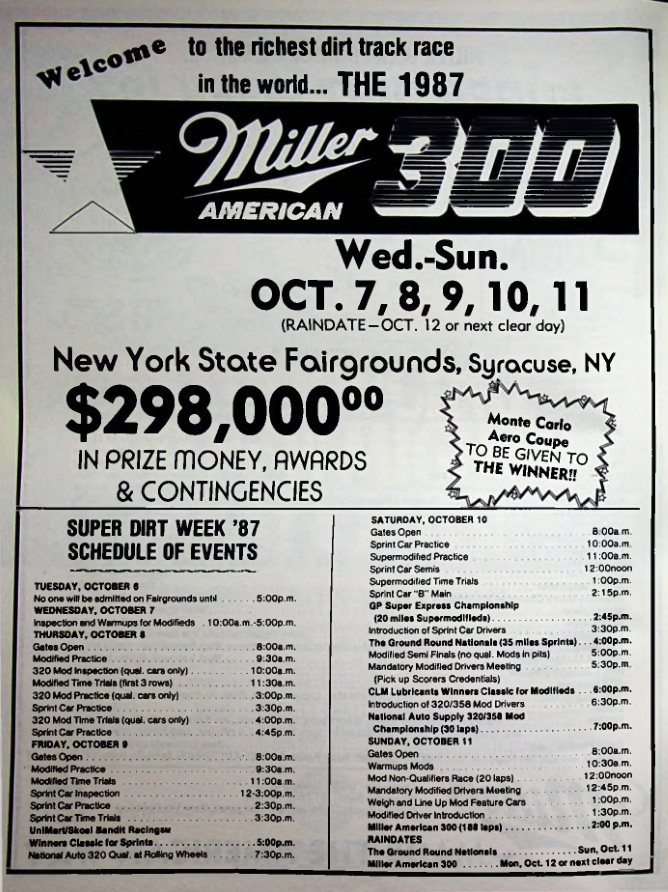 Welcome to the richest dirt track race
in the world... THE 1987
Miller 300
AMERICAN
Wed.-Sun.
OCT. 7, 8, 9, 10, 11
(RAINDATE—OCT. 12 or next clear day)
New York State Fairgrounds, Syracuse, NY
$298,000⁰⁰
IN PRIZE MONEY, AWARDS
& CONTINGENCIES
Monte Carlo
Aero Coupe
TO BE GIVEN TO
THE WINNER!!
SUPER DIRT WEEK '87
SCHEDULE OF EVENTS
TUESDAY, OCTOBER 6
No one will be admitted on Fairgrounds until ..... 5:00p.m.
WEDNESDAY, OCTOBER 7
Inspection and Warmups for Modifieds . 10:00a.m.-5:00p.m.
THURSDAY, OCTOBER 8
Gates Open ..... 8:00a.m.
Modified Practice ..... 9:30a.m.
320 Mod Inspection (qual. cars only) ..... 10:00a.m.
Modified Time Trials (first 3 rows) ..... 11:30a.m.
320 Mod Practice (qual. cars only) ..... 3:00p.m.
Sprint Car Practice ..... 3:30p.m.
320 Mod Time Trials (qual. cars only) ..... 4:00p.m.
Sprint Car Practice ..... 4:45p.m.
FRIDAY, OCTOBER 9
Gates Open ..... 8:00a.m.
Modified Practice ..... 9:30a.m.
Modified Time Trials ..... 11:00a.m.
Sprint Car Inspection ..... 12-3:00p.m.
Sprint Car Practice ..... 2:30p.m.
Sprint Car Time Trials ..... 3:30p.m.
UniMart/Skoal Bandit Racing
Winners Classic for Sprints ..... 5:00p.m.
National Auto 320 Qual. at Rolling Wheels ..... 7:30p.m.
SATURDAY, OCTOBER 10
Gates Open ..... 8:00a.m.
Sprint Car Practice ..... 10:00a.m.
Supermodified Practice ..... 11:00a.m.
Sprint Car Semis ..... 12:00noon
Supermodified Time Trials ..... 1:00p.m.
Sprint Car "B" Main ..... 2:15p.m.
GP Super Express Championship
(20 miles Supermodifieds) ..... 2:45p.m.
Introduction of Sprint Car Drivers ..... 3:30p.m.
The Ground Round Nationals (35 miles Sprints) . 4:00p.m.
Modified Semi Finals (no qual. Mods in pits) ..... 5:00p.m.
Mandatory Modified Drivers Meeting ..... 5:30p.m.
(Pick up Scorers Credentials)
CLM Lubricants Winners Classic for Modifieds . . 6:00p.m.
Introduction of 320/358 Mod Drivers ..... 6:30p.m.
National Auto Supply 320/358 Mod
Championship (30 laps) ..... 7:00p.m.
SUNDAY, OCTOBER 11
Gates Open ..... 8:00a.m.
Warmups Mods ..... 10:30a.m.
Mod Non-Qualifiers Race (20 laps) ..... 12:00noon
Mandatory Modified Drivers Meeting ..... 12:45p.m.
Weigh and Line Up Mod Feature Cars ..... 1:00p.m.
Modified Driver Introduction ..... 1:30p.m.
Miller American 300 (188 laps) ..... 2:00 p.m.
RAINDATES
The Ground Round Nationals ..... Sun, Oct. 11
Miller American 300 ..... Mon, Oct. 12 or next clear day